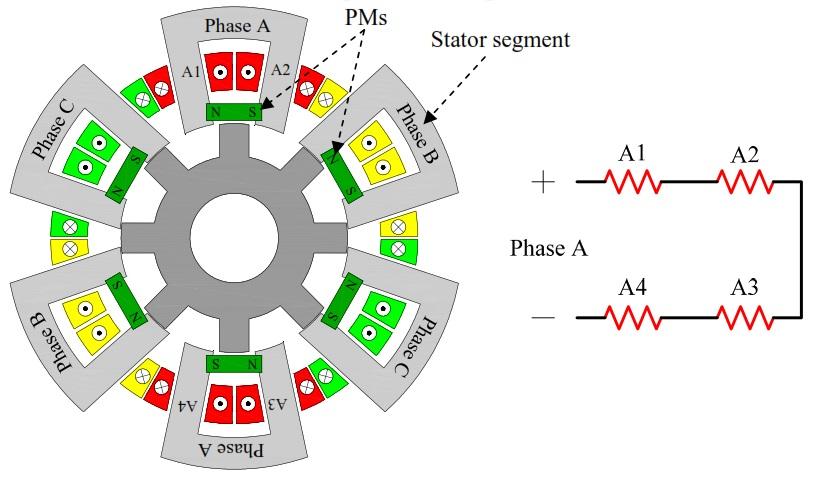 PMs
Phase A
Stator segment
A1
A2
N S
Phase C
Phase B
S
N
N
S
A1
A2
+
Phase A
A4
A3
−
S
N
S
N
Phase B
Phase C
S N
A4
A3
Phase A